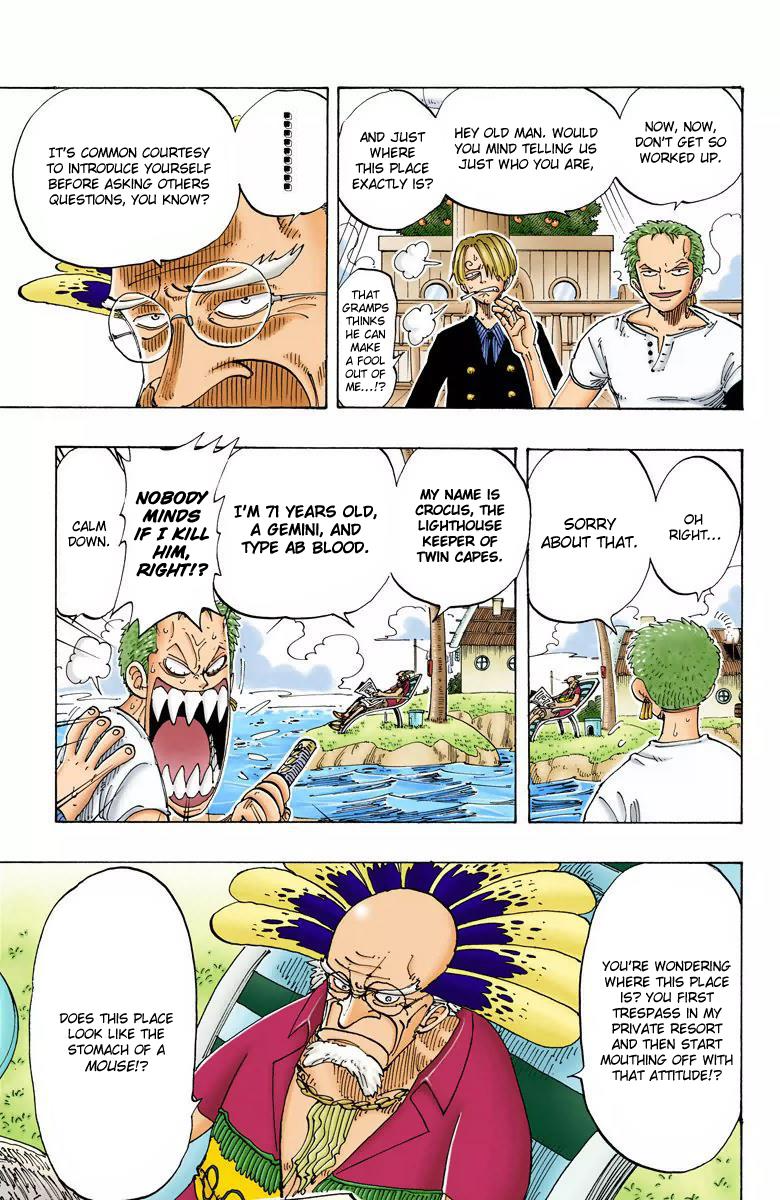 NOW, NOW,
DON'T GET SO
WORKED UP.
HEY OLD MAN. WOULD
YOU MIND TELLING US
JUST WHO YOU ARE,
AND JUST
WHERE
THIS PLACE
EXACTLY IS?
THAT
GRAMPS
THINKS
HE CAN
MAKE
A FOOL
OUT OF
ME...!?
..........
IT'S COMMON COURTESY
TO INTRODUCE YOURSELF
BEFORE ASKING OTHERS
QUESTIONS, YOU KNOW?
OH
RIGHT...
SORRY
ABOUT THAT.
MY NAME IS
CROCUS, THE
LIGHTHOUSE
KEEPER OF
TWIN CAPES.
I'M 71 YEARS OLD,
A GEMINI, AND
TYPE AB BLOOD.
NOBODY
MINDS
IF I KILL
HIM,
RIGHT!?
CALM
DOWN.
YOU'RE WONDERING
WHERE THIS PLACE
IS? YOU FIRST
TRESPASS IN MY
PRIVATE RESORT
AND THEN START
MOUTHING OFF WITH
THAT ATTITUDE!?
DOES THIS PLACE
LOOK LIKE THE
STOMACH OF A
MOUSE!?